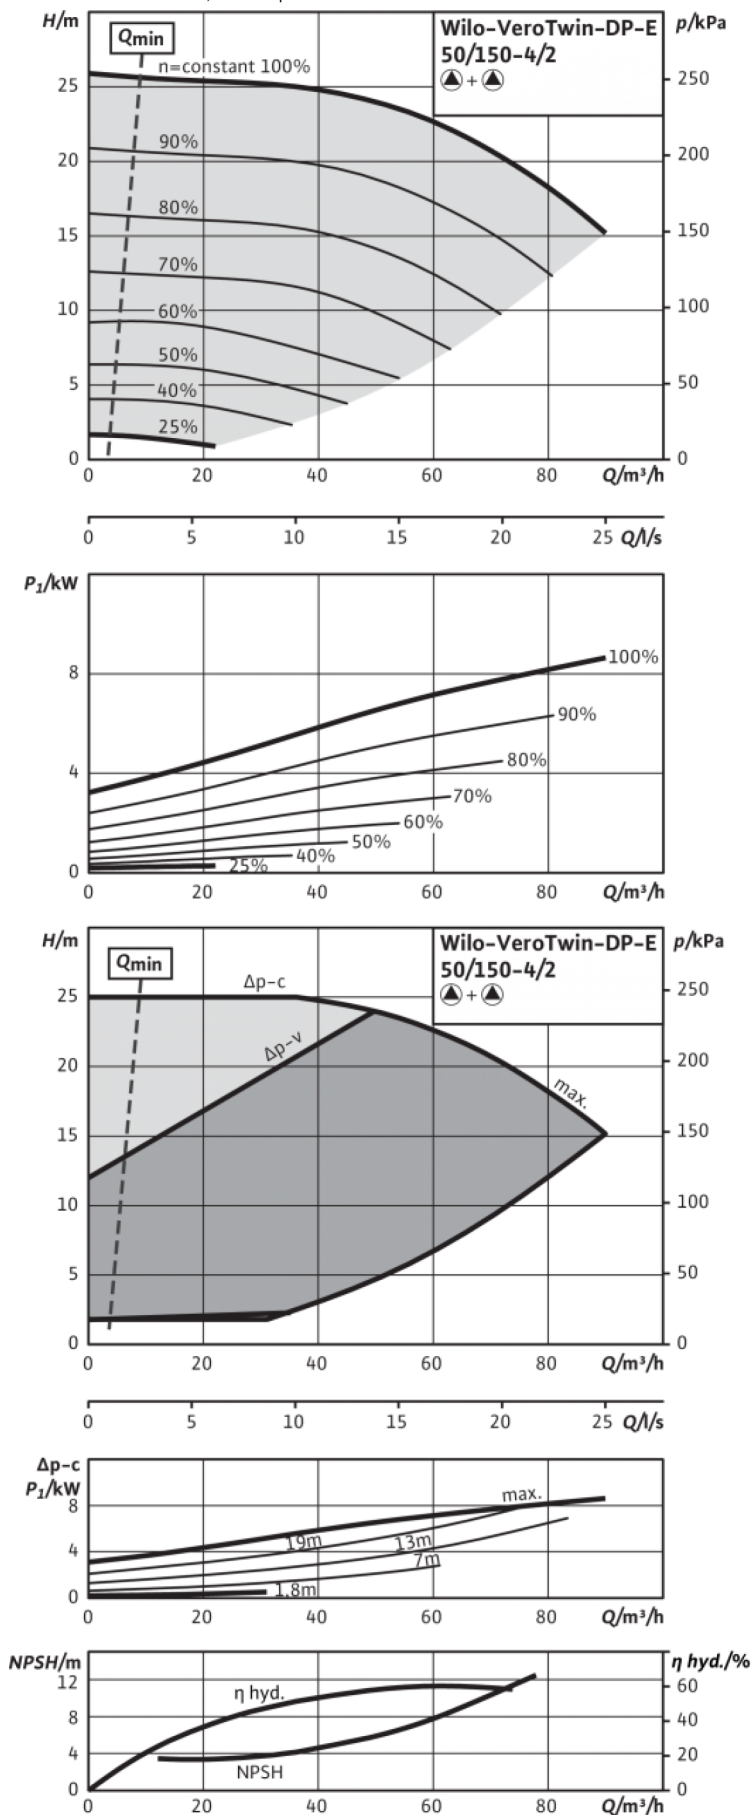 H/m
Qmin
n=constant 100%
Wilo-VeroTwin-DP-E
50/150-4/2
+
p/kPa
25
20
15
10
5
0
90%
80%
70%
60%
50%
40%
25%
250
200
150
100
50
0
0 20 40 60 80 Q/m³/h
0 5 10 15 20 25 Q/l/s
P1/kW
8
4
0
100%
90%
80%
70%
60%
50%
40%
25%
0 20 40 60 80 Q/m³/h
H/m
Qmin
Δp-c
Wilo-VeroTwin-DP-E
50/150-4/2
+
p/kPa
25
20
15
10
5
0
Δp-v
max.
250
200
150
100
50
0
0 20 40 60 80 Q/m³/h
0 5 10 15 20 25 Q/l/s
Δp-c
P1/kW
8
4
0
max.
19m
13m
7m
1,8m
0 20 40 60 80 Q/m³/h
NPSH/m
12
8
4
0
η hyd.
NPSH
η hyd./%
60
40
20
0
0 20 40 60 80 Q/m³/h